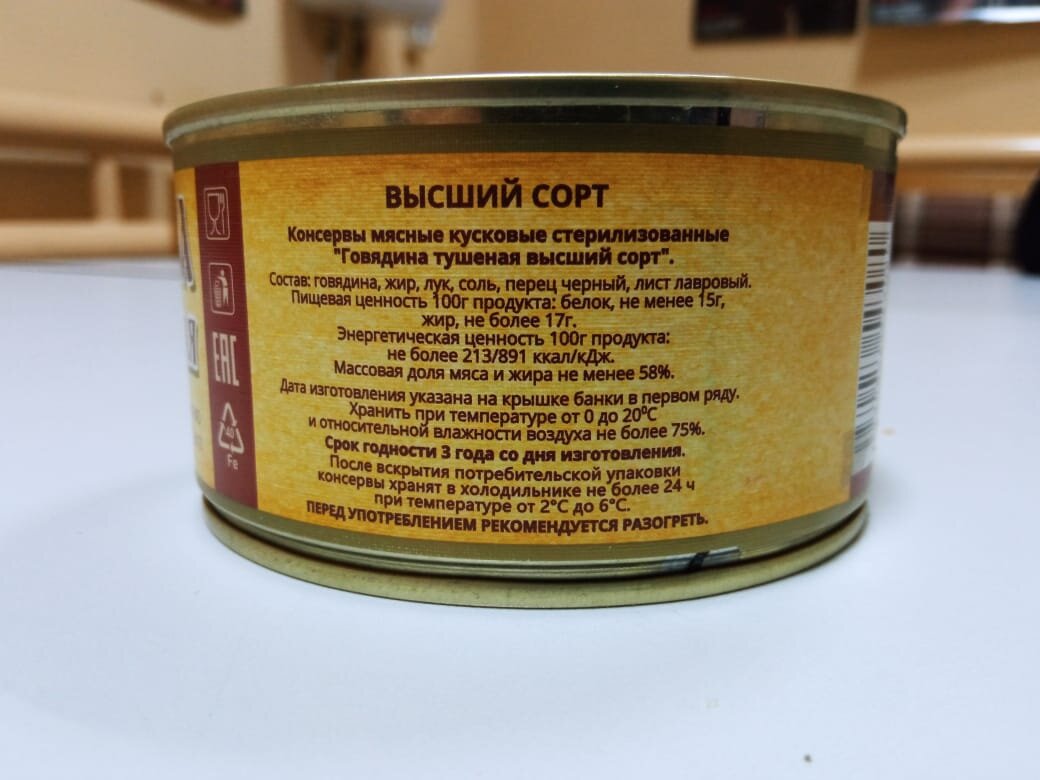 ВЫСШИЙ СОРТ
Консервы мясные кусковые стерилизованные
"Говядина тушеная высший сорт".
Состав: говядина, жир, лук, соль, перец черный, лист лавровый.
Пищевая ценность 100г продукта: белок, не менее 15г,
жир, не более 17г.
Энергетическая ценность 100г продукта:
не более 213/891 ккал/кДж.
Массовая доля мяса и жира не менее 58%.
Дата изготовления указана на крышке банки в первом ряду.
Хранить при температуре от 0 до 20⁰С
и относительной влажности воздуха не более 75%.
Срок годности 3 года со дня изготовления.
После вскрытия потребительской упаковки
консервы хранят в холодильнике не более 24 ч
при температуре от 2°С до 6°С.
ПЕРЕД УПОТРЕБЛЕНИЕМ РЕКОМЕНДУЕТСЯ РАЗОГРЕТЬ.
EAC
40
Fe